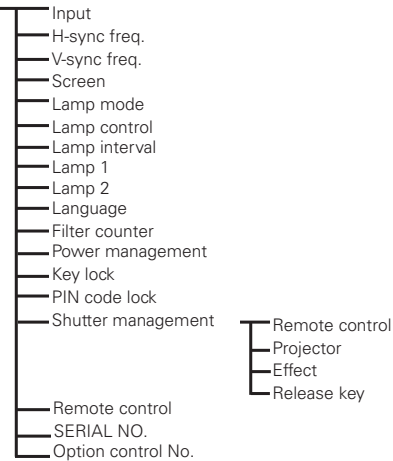 Input
H-sync freq.
V-sync freq.
Screen
Lamp mode
Lamp control
Lamp interval
Lamp 1
Lamp 2
Language
Filter counter
Power management
Key lock
PIN code lock
Shutter management
Remote control
Projector
Effect
Release key
Remote control
SERIAL NO.
Option control No.